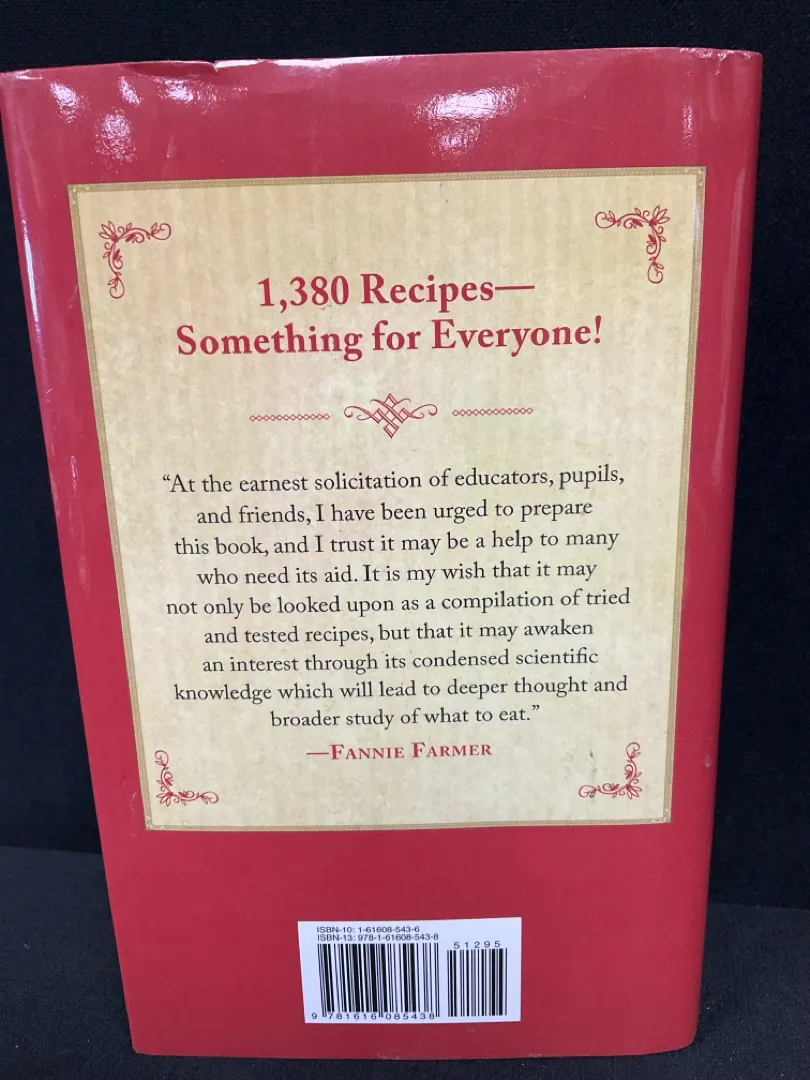 1,380 Recipes—
Something for Everyone!
“At the earnest solicitation of educators, pupils,
and friends, I have been urged to prepare
this book, and I trust it may be a help to many
who need its aid. It is my wish that it may
not only be looked upon as a compilation of tried
and tested recipes, but that it may awaken
an interest through its condensed scientific
knowledge which will lead to deeper thought and
broader study of what to eat.”
—FANNIE FARMER
ISBN-10: 1-61608-543-6
ISBN-13: 978-1-61608-543-8
51295
9 781616 085438